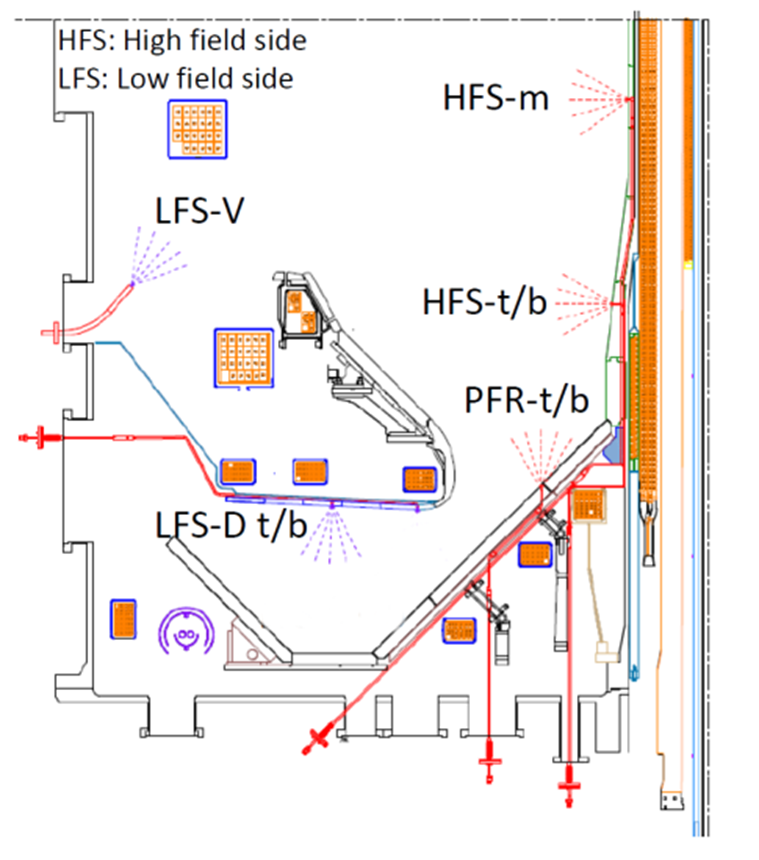 HFS: High field side
LFS: Low field side
HFS-m
LFS-V
HFS-t/b
PFR-t/b
LFS-D t/b